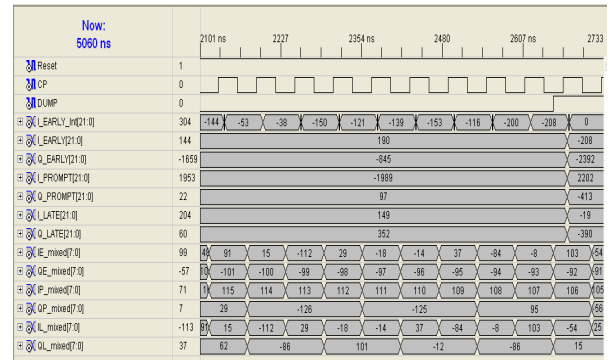 Now:
5060 ns
2101 ns 2227 2354 ns 2480 2607 ns 2733
Reset 1
CP 0
DUMP 0
I_EARLY_Int[21:0] 304 -144 -53 -38 -150 -121 -139 -153 -116 -200 -208 0
I_EARLY[21:0] 144 190 -208
Q_EARLY[21:0] -1659 -845 -2392
I_PROMPT[21:0] 1953 -1989 2202
Q_PROMPT[21:0] 22 97 -413
I_LATE[21:0] 204 149 -19
Q_LATE[21:0] 60 352 -390
IE_mixed[7:0] 99 91 15 -112 29 -18 -14 37 -84 -8 103 -54
QE_mixed[7:0] -57 -101 -100 -99 -98 -97 -96 -95 -94 -93 -92 -91
IP_mixed[7:0] 71 115 114 113 112 111 110 109 108 107 106 105
QP_mixed[7:0] 7 29 -126 -125 95 -56
IL_mixed[7:0] -113 91 15 -112 29 -18 -14 37 -84 -8 103 -54 -25
QL_mixed[7:0] 37 62 -86 101 -12 -86 15